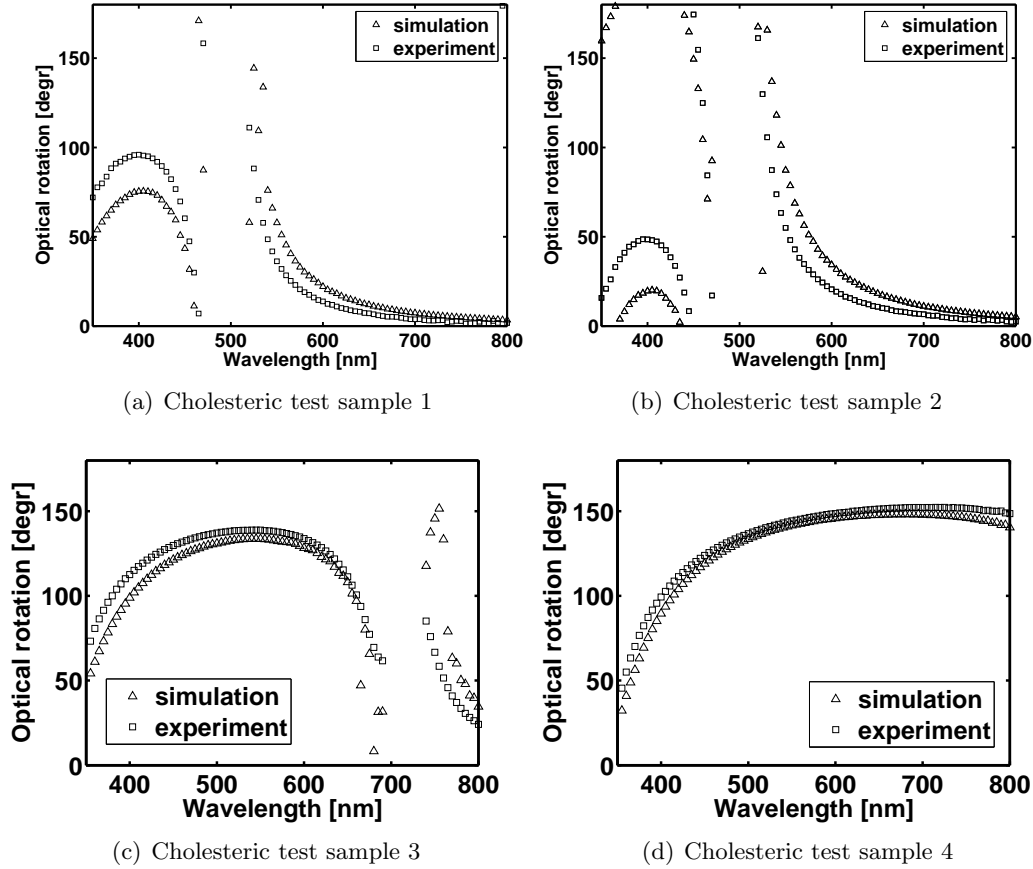 150
100
50
0
Optical rotation [degr]
simulation
experiment
400 500 600 700 800
Wavelength [nm]
(a) Cholesteric test sample 1
150
100
50
0
Optical rotation [degr]
simulation
experiment
400 500 600 700 800
Wavelength [nm]
(b) Cholesteric test sample 2
150
100
50
0
Optical rotation [degr]
simulation
experiment
400 500 600 700 800
Wavelength [nm]
(c) Cholesteric test sample 3
150
100
50
0
Optical rotation [degr]
simulation
experiment
400 500 600 700 800
Wavelength [nm]
(d) Cholesteric test sample 4